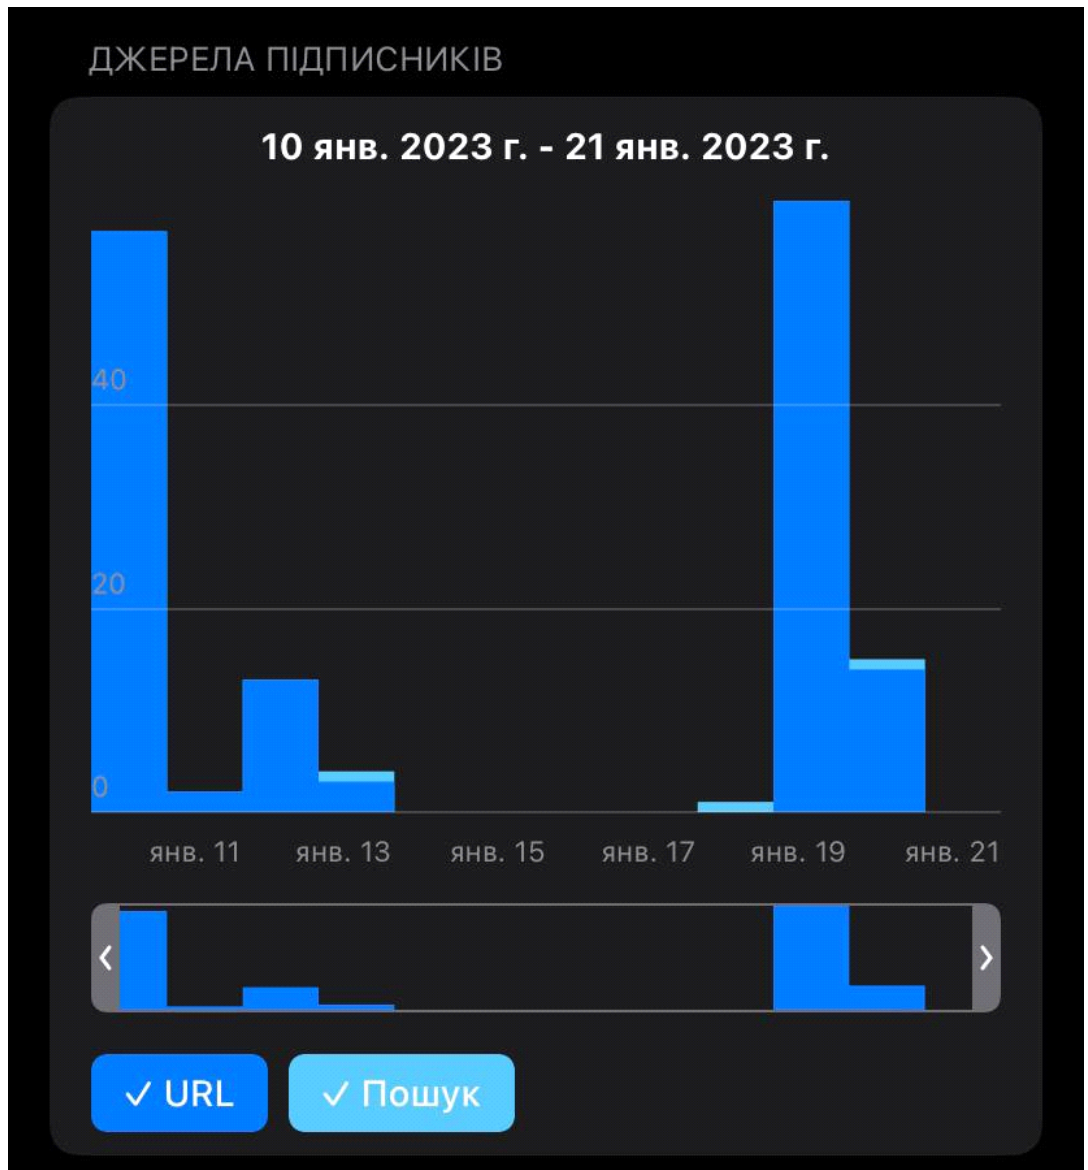 ДЖЕРЕЛА ПІДПИСНИКІВ
10 янв. 2023 г. - 21 янв. 2023 г.
40
20
0
янв. 11 янв. 13 янв. 15 янв. 17 янв. 19 янв. 21
✓ URL ✓ Пошук